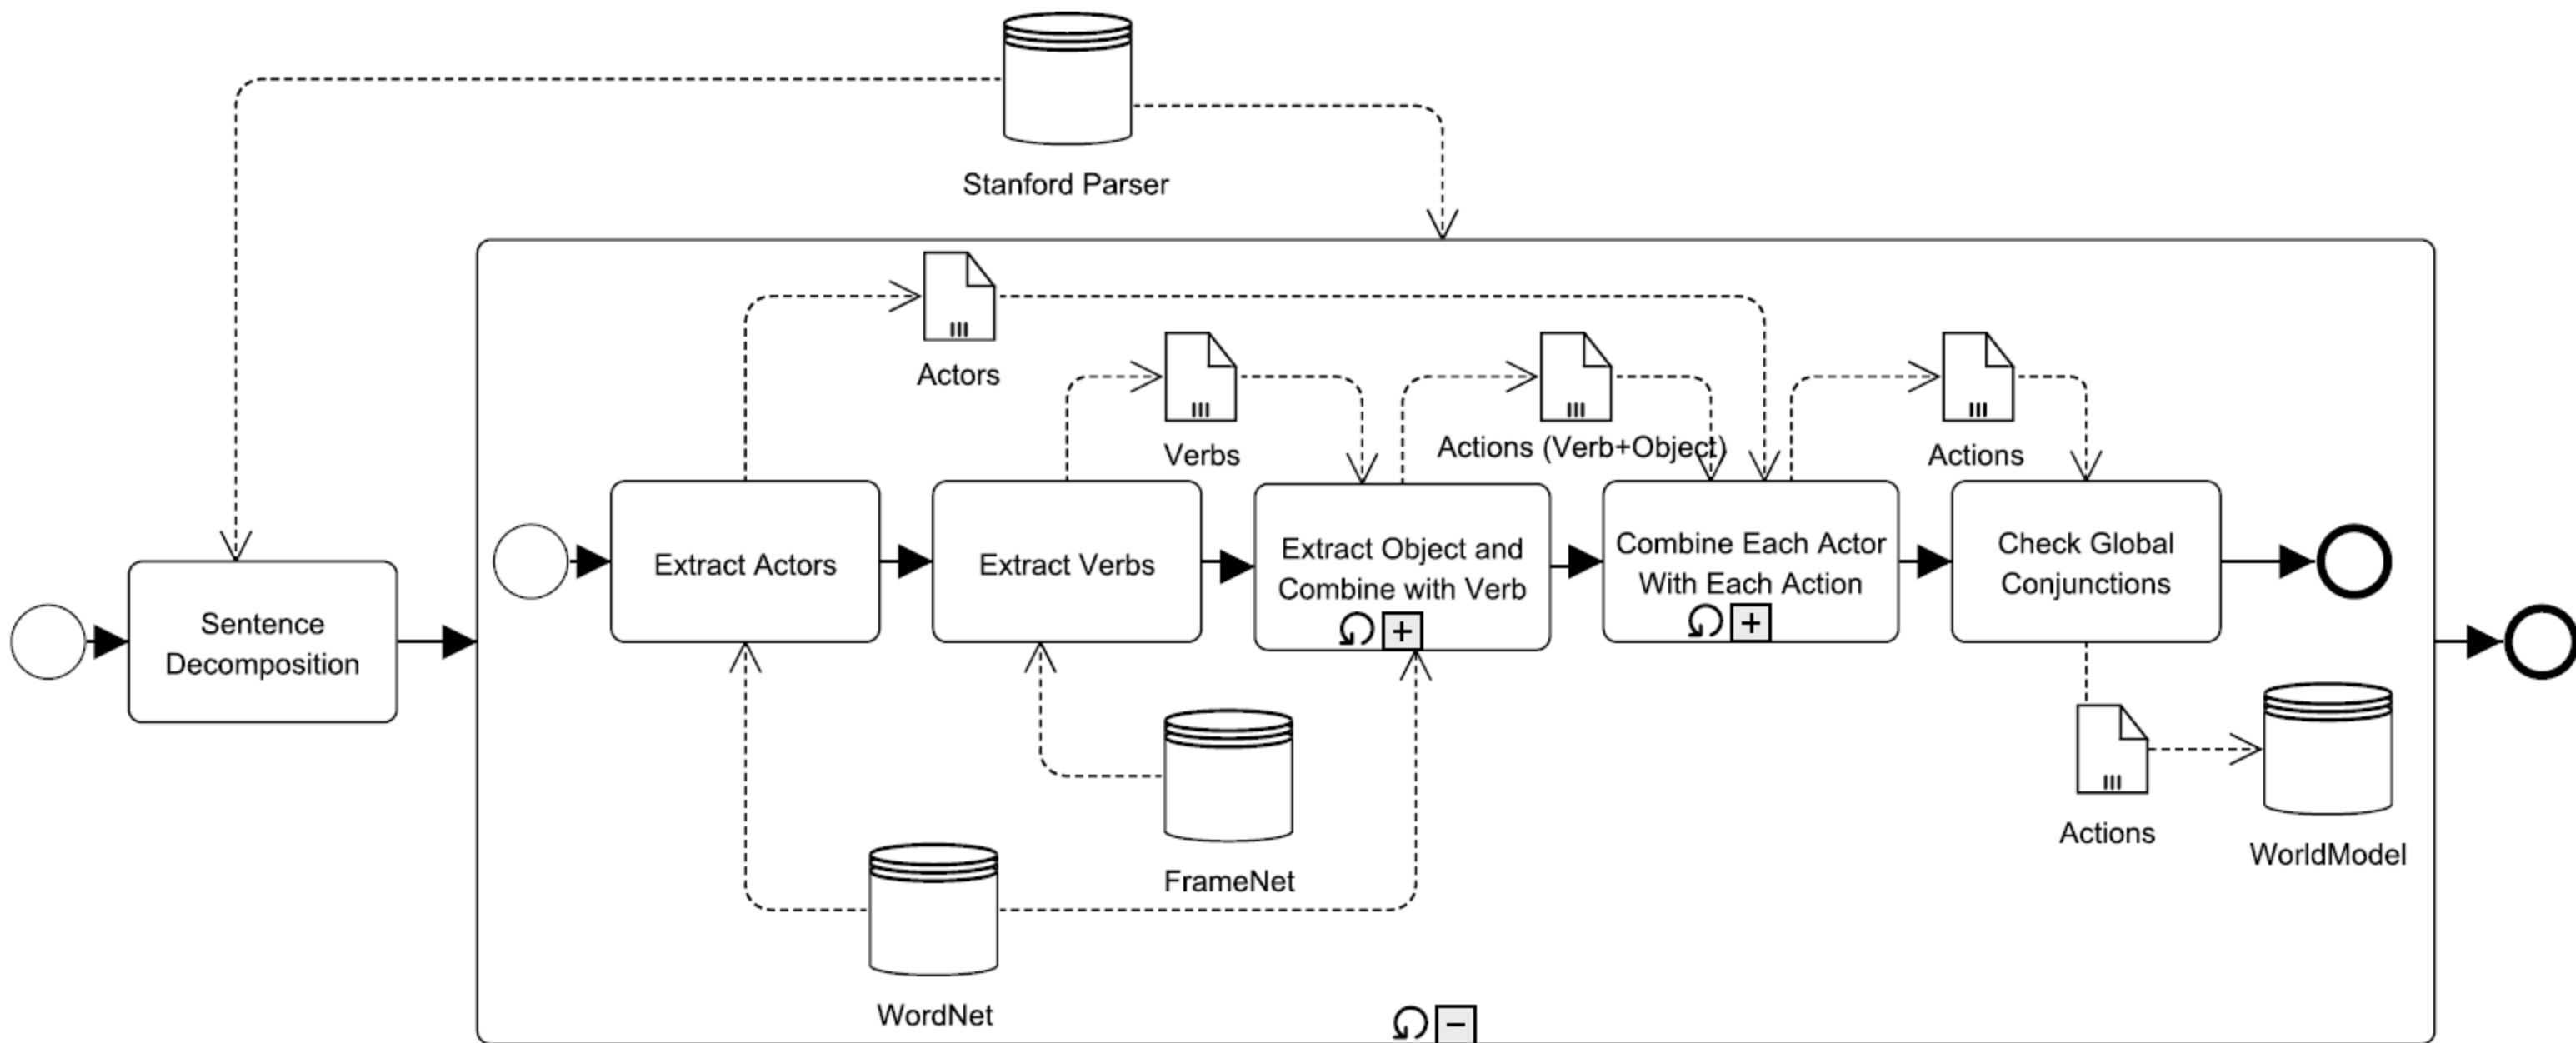 Stanford Parser
Actors
Verbs
Actions (Verb+Object)
Actions
Sentence
Decomposition
Extract Actors
Extract Verbs
Extract Object and
Combine with Verb
Combine Each Actor
With Each Action
Check Global
Conjunctions
FrameNet
WordNet
Actions
WorldModel